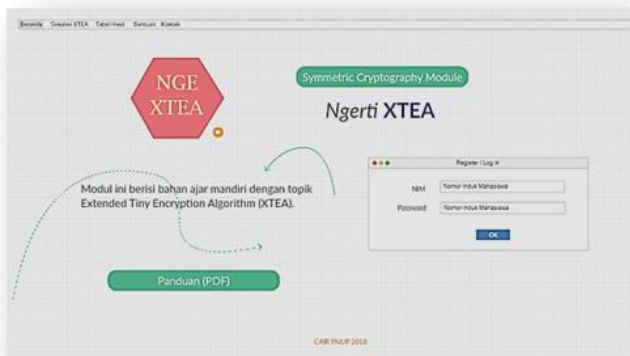 Beranda Simulasi XTEA Tabel Hasil Bantuan Kontak
NGE
XTEA
Symmetric Cryptography Module
Ngerti XTEA
Modul ini berisi bahan ajar mandiri dengan topik
Extended Tiny Encryption Algorithm (XTEA).
Register / Log in
NIM Nomor Induk Mahasiswa
Password Nomor Induk Mahasiswa
OK
Panduan (PDF)
CAIR PNUP 2018